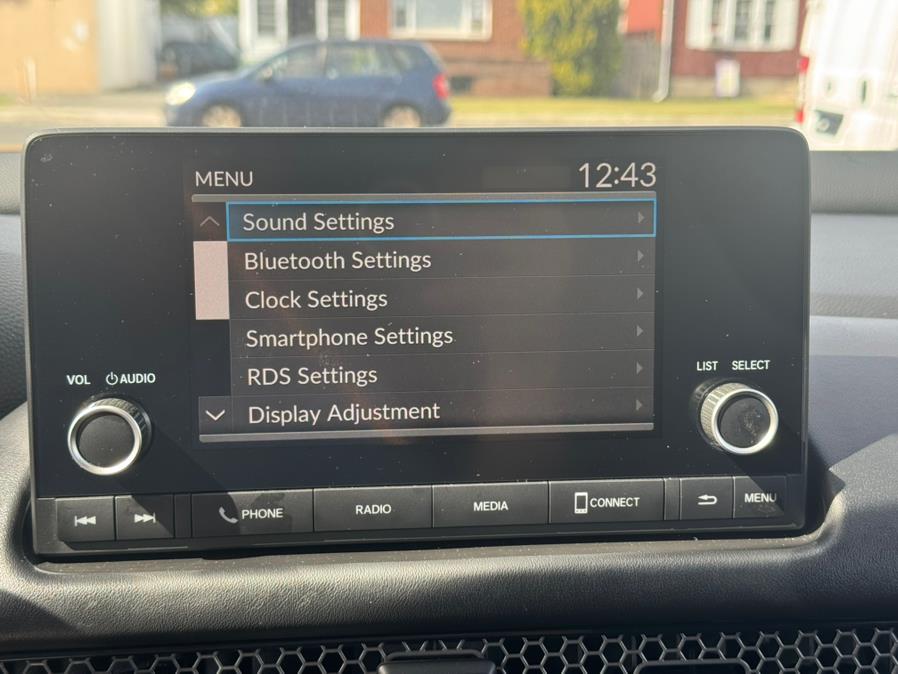 MENU 12:43
Sound Settings
Bluetooth Settings
Clock Settings
Smartphone Settings
RDS Settings
Display Adjustment
VOL AUDIO
LIST SELECT
PHONE RADIO MEDIA CONNECT MENU